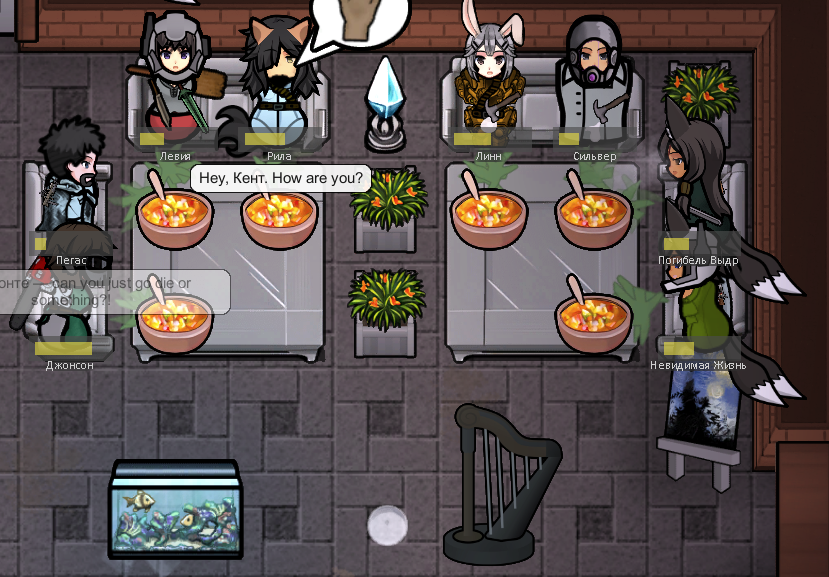 Левия
Рила
Линн
Сильвер
Hey, Кент. How are you?
Пегас
Погибель Выдр
онте — can you just go die or
something?!
Джонсон
Невидимая Жизнь